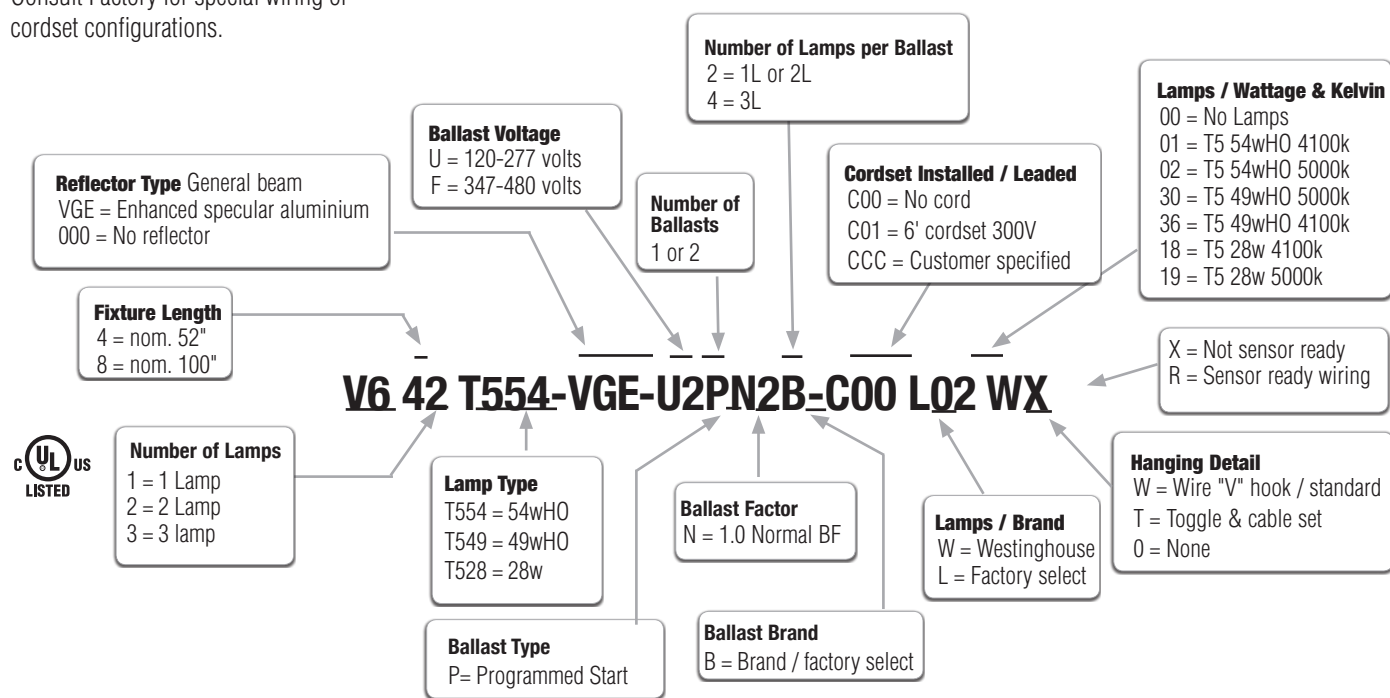 Consult Factory for special wiring or
cordset configurations.
Number of Lamps per Ballast
2 = 1L or 2L
4 = 3L
Lamps / Wattage & Kelvin
00 = No Lamps
01 = T5 54wHO 4100k
02 = T5 54wHO 5000k
30 = T5 49wHO 5000k
36 = T5 49wHO 4100k
18 = T5 28w 4100k
19 = T5 28w 5000k
Ballast Voltage
U = 120-277 volts
F = 347-480 volts
Reflector Type General beam
VGE = Enhanced specular aluminium
000 = No reflector
Number of
Ballasts
1 or 2
Cordset Installed / Leaded
C00 = No cord
C01 = 6' cordset 300V
CCC = Customer specified
Fixture Length
4 = nom. 52"
8 = nom. 100"
X = Not sensor ready
R = Sensor ready wiring
V6 42 T554-VGE-U2PN2B-C00 L02 WX
C UL US
LISTED
Number of Lamps
1 = 1 Lamp
2 = 2 Lamp
3 = 3 lamp
Lamp Type
T554 = 54wHO
T549 = 49wHO
T528 = 28w
Ballast Factor
N = 1.0 Normal BF
Lamps / Brand
W = Westinghouse
L = Factory select
Hanging Detail
W = Wire "V" hook / standard
T = Toggle & cable set
0 = None
Ballast Type
P= Programmed Start
Ballast Brand
B = Brand / factory select